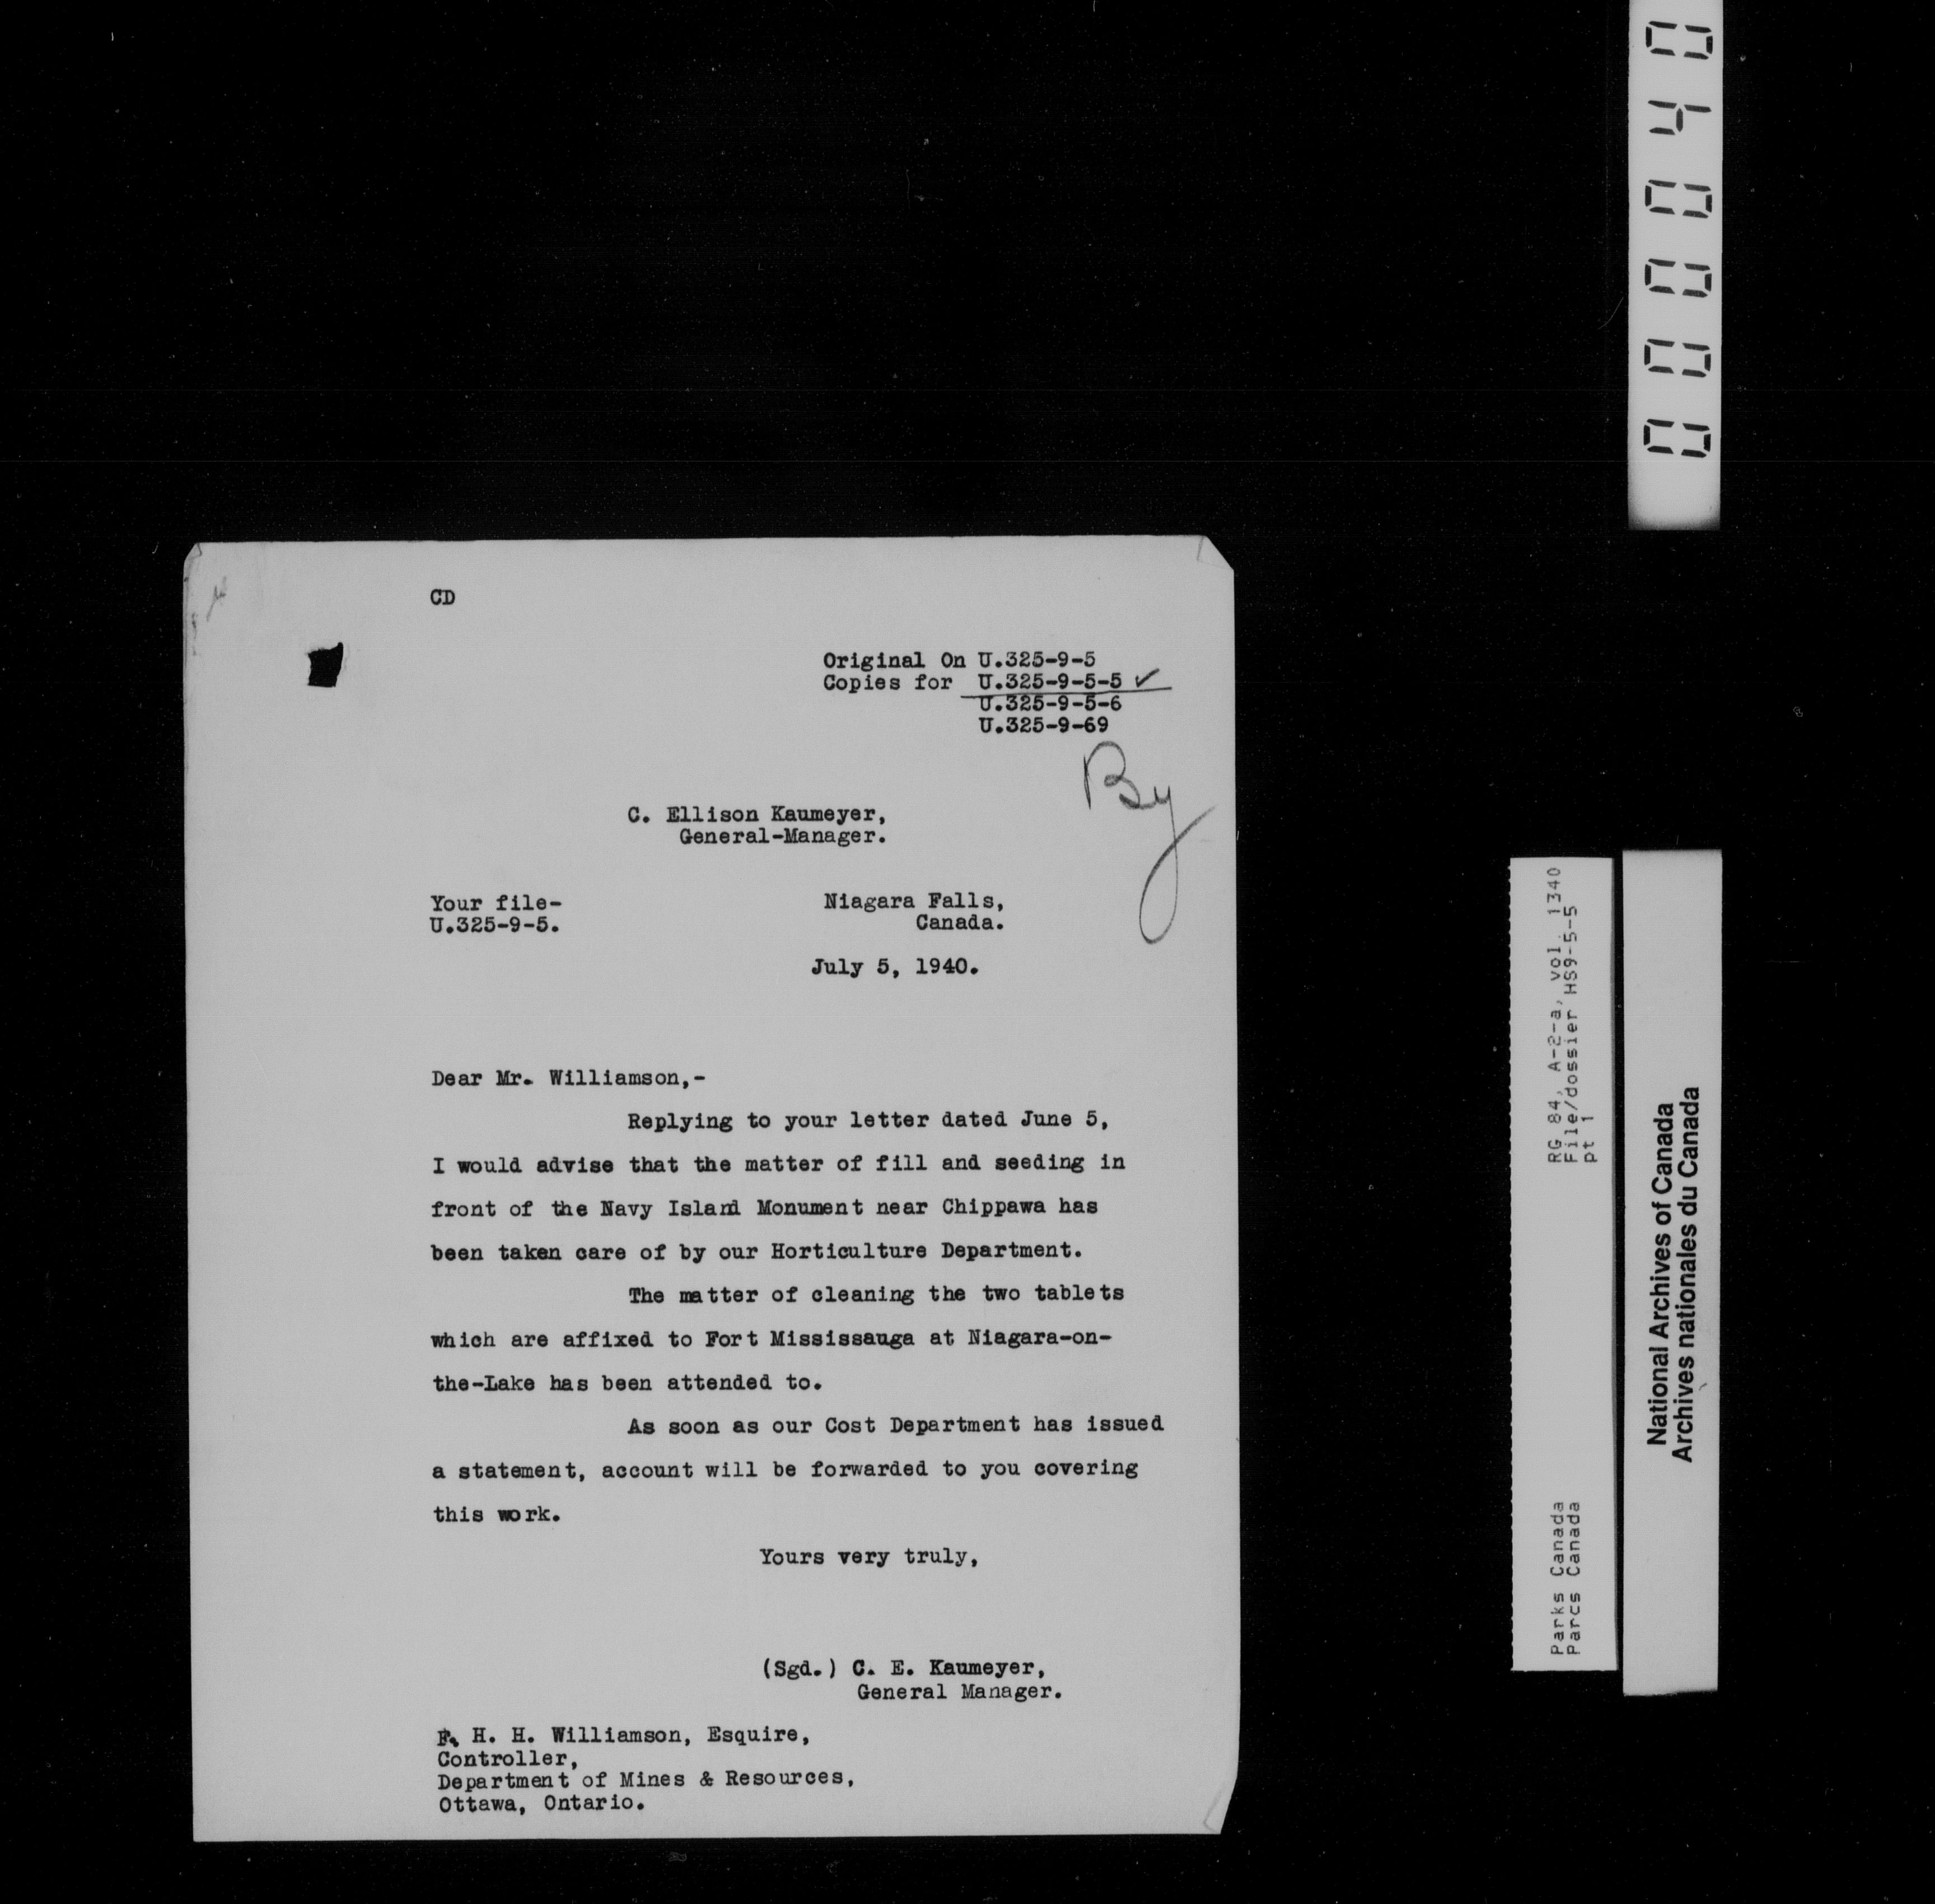 000040
CD
Original On U.325-9-5
Copies for U.325-9-5-5 ✓
U.325-9-5-6
U.325-9-69
By
C. Ellison Kaumeyer,
General-Manager.
Your file-
U.325-9-5.
Niagara Falls,
Canada.
July 5, 1940.
Dear Mr. Williamson,-
Replying to your letter dated June 5,
I would advise that the matter of fill and seeding in
front of the Navy Island Monument near Chippawa has
been taken care of by our Horticulture Department.
The matter of cleaning the two tablets
which are affixed to Fort Mississauga at Niagara-on-
the-Lake has been attended to.
As soon as our Cost Department has issued
a statement, account will be forwarded to you covering
this work.
Yours very truly,
(Sgd.) C. E. Kaumeyer,
General Manager.
F. H. H. Williamson, Esquire,
Controller,
Department of Mines & Resources,
Ottawa, Ontario.
Parks Canada
Parcs Canada
RG 84, A-2-a, vol. 1340
File/dossier HS9-5-5
pt 1
National Archives of Canada
Archives nationales du Canada